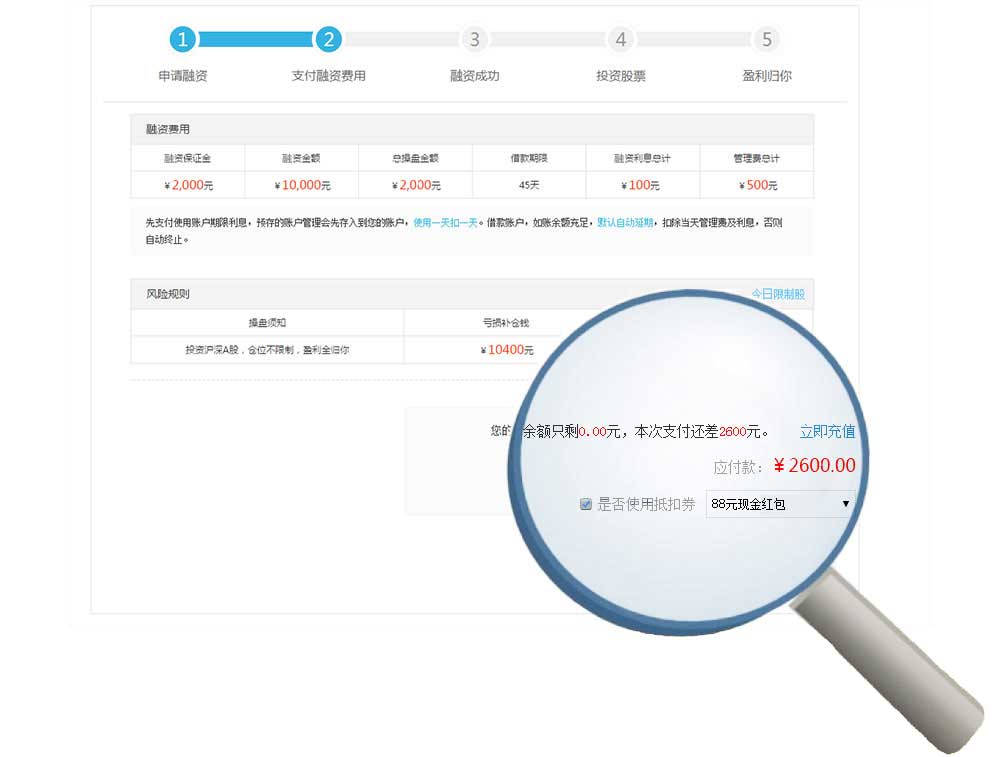 1 2 3 4 5
申请融资 支付融资费用 融资成功 投资股票 盈利归你
融资费用
融资保证金 融资金额 总操盘金额 借款期限 融资利息总计 管理费总计
¥2,000元 ¥10,000元 ¥2,000元 45天 ¥100元 ¥500元
先支付使用账户期限利息，预存的账户管理会先存入到您的账户，使用一天扣一天。借款账户，如账余额充足，默认自动延期，扣除当天管理费及利息，否则
自动终止。
风险规则 今日限制股
操盘须知 亏损补仓线
投资沪深A股，仓位不限制，盈利全归你 ¥10400元
您的 余额只剩0.00元，本次支付还差2600元。 立即充值
应付款： ¥2600.00
是否使用抵扣券 88元现金红包